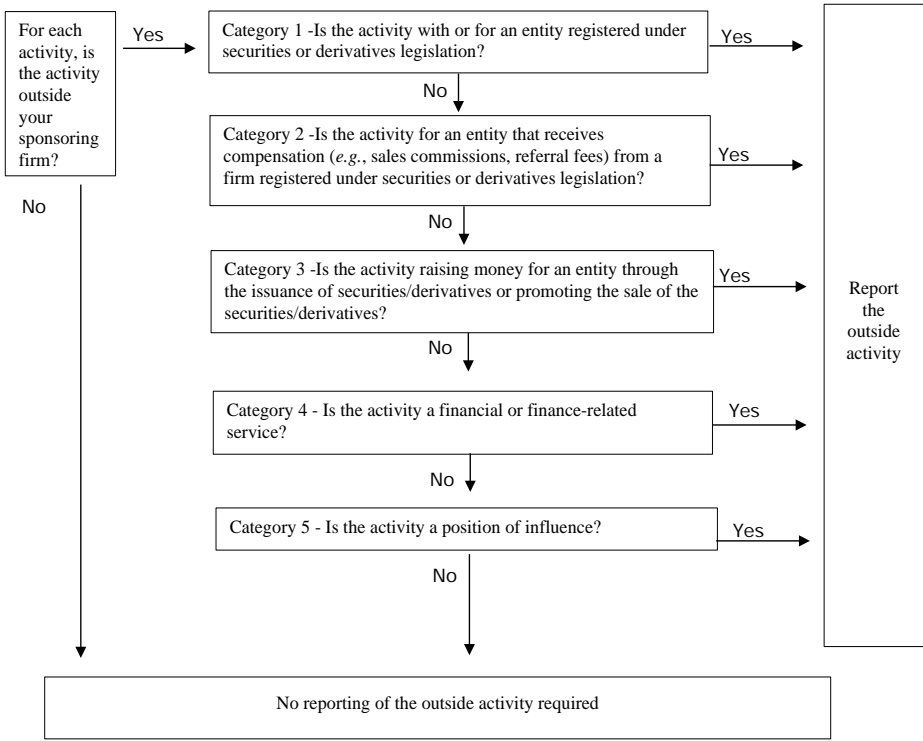 For each
activity, is
the activity
outside
your
sponsoring
firm?
Yes
Category 1 -Is the activity with or for an entity registered under
securities or derivatives legislation?
Yes
No
Category 2 -Is the activity for an entity that receives
compensation (e.g., sales commissions, referral fees) from a
firm registered under securities or derivatives legislation?
Yes
No
No
Category 3 -Is the activity raising money for an entity through
the issuance of securities/derivatives or promoting the sale of the
securities/derivatives?
Yes
No
Category 4 - Is the activity a financial or finance-related
service?
Yes
No
Category 5 - Is the activity a position of influence?
Yes
No
Report
the
outside
activity
No reporting of the outside activity required